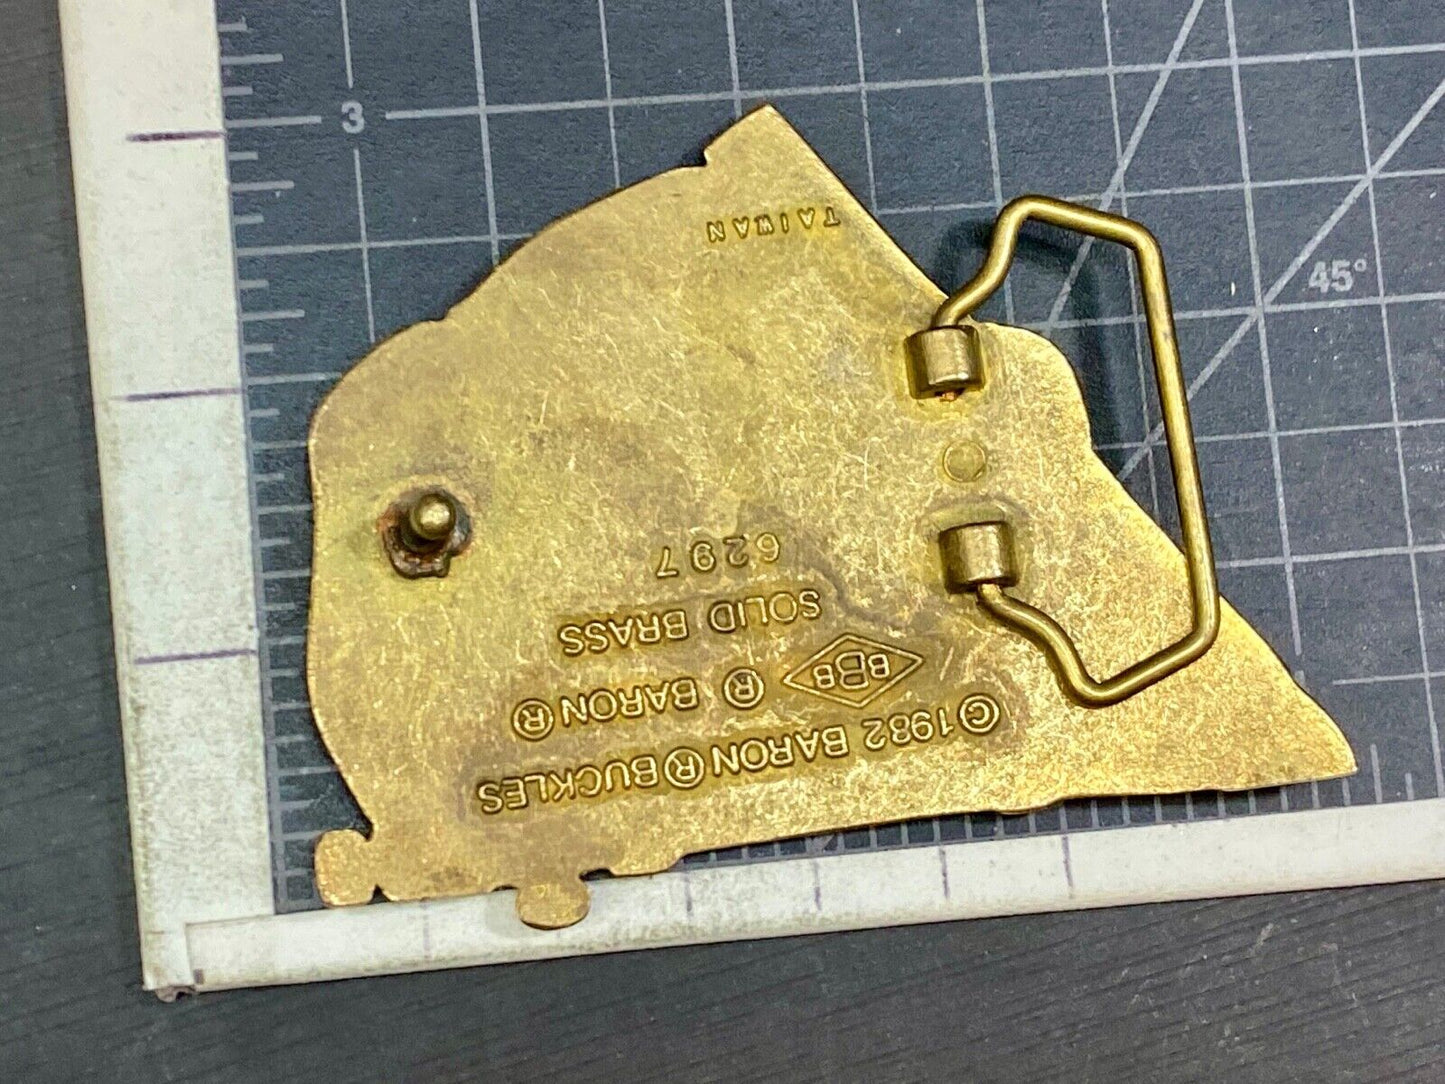 ©1982 BARON®BUCKLES
BBB ® BARON®
SOLID BRASS
6297
TAIWAN
3
45°